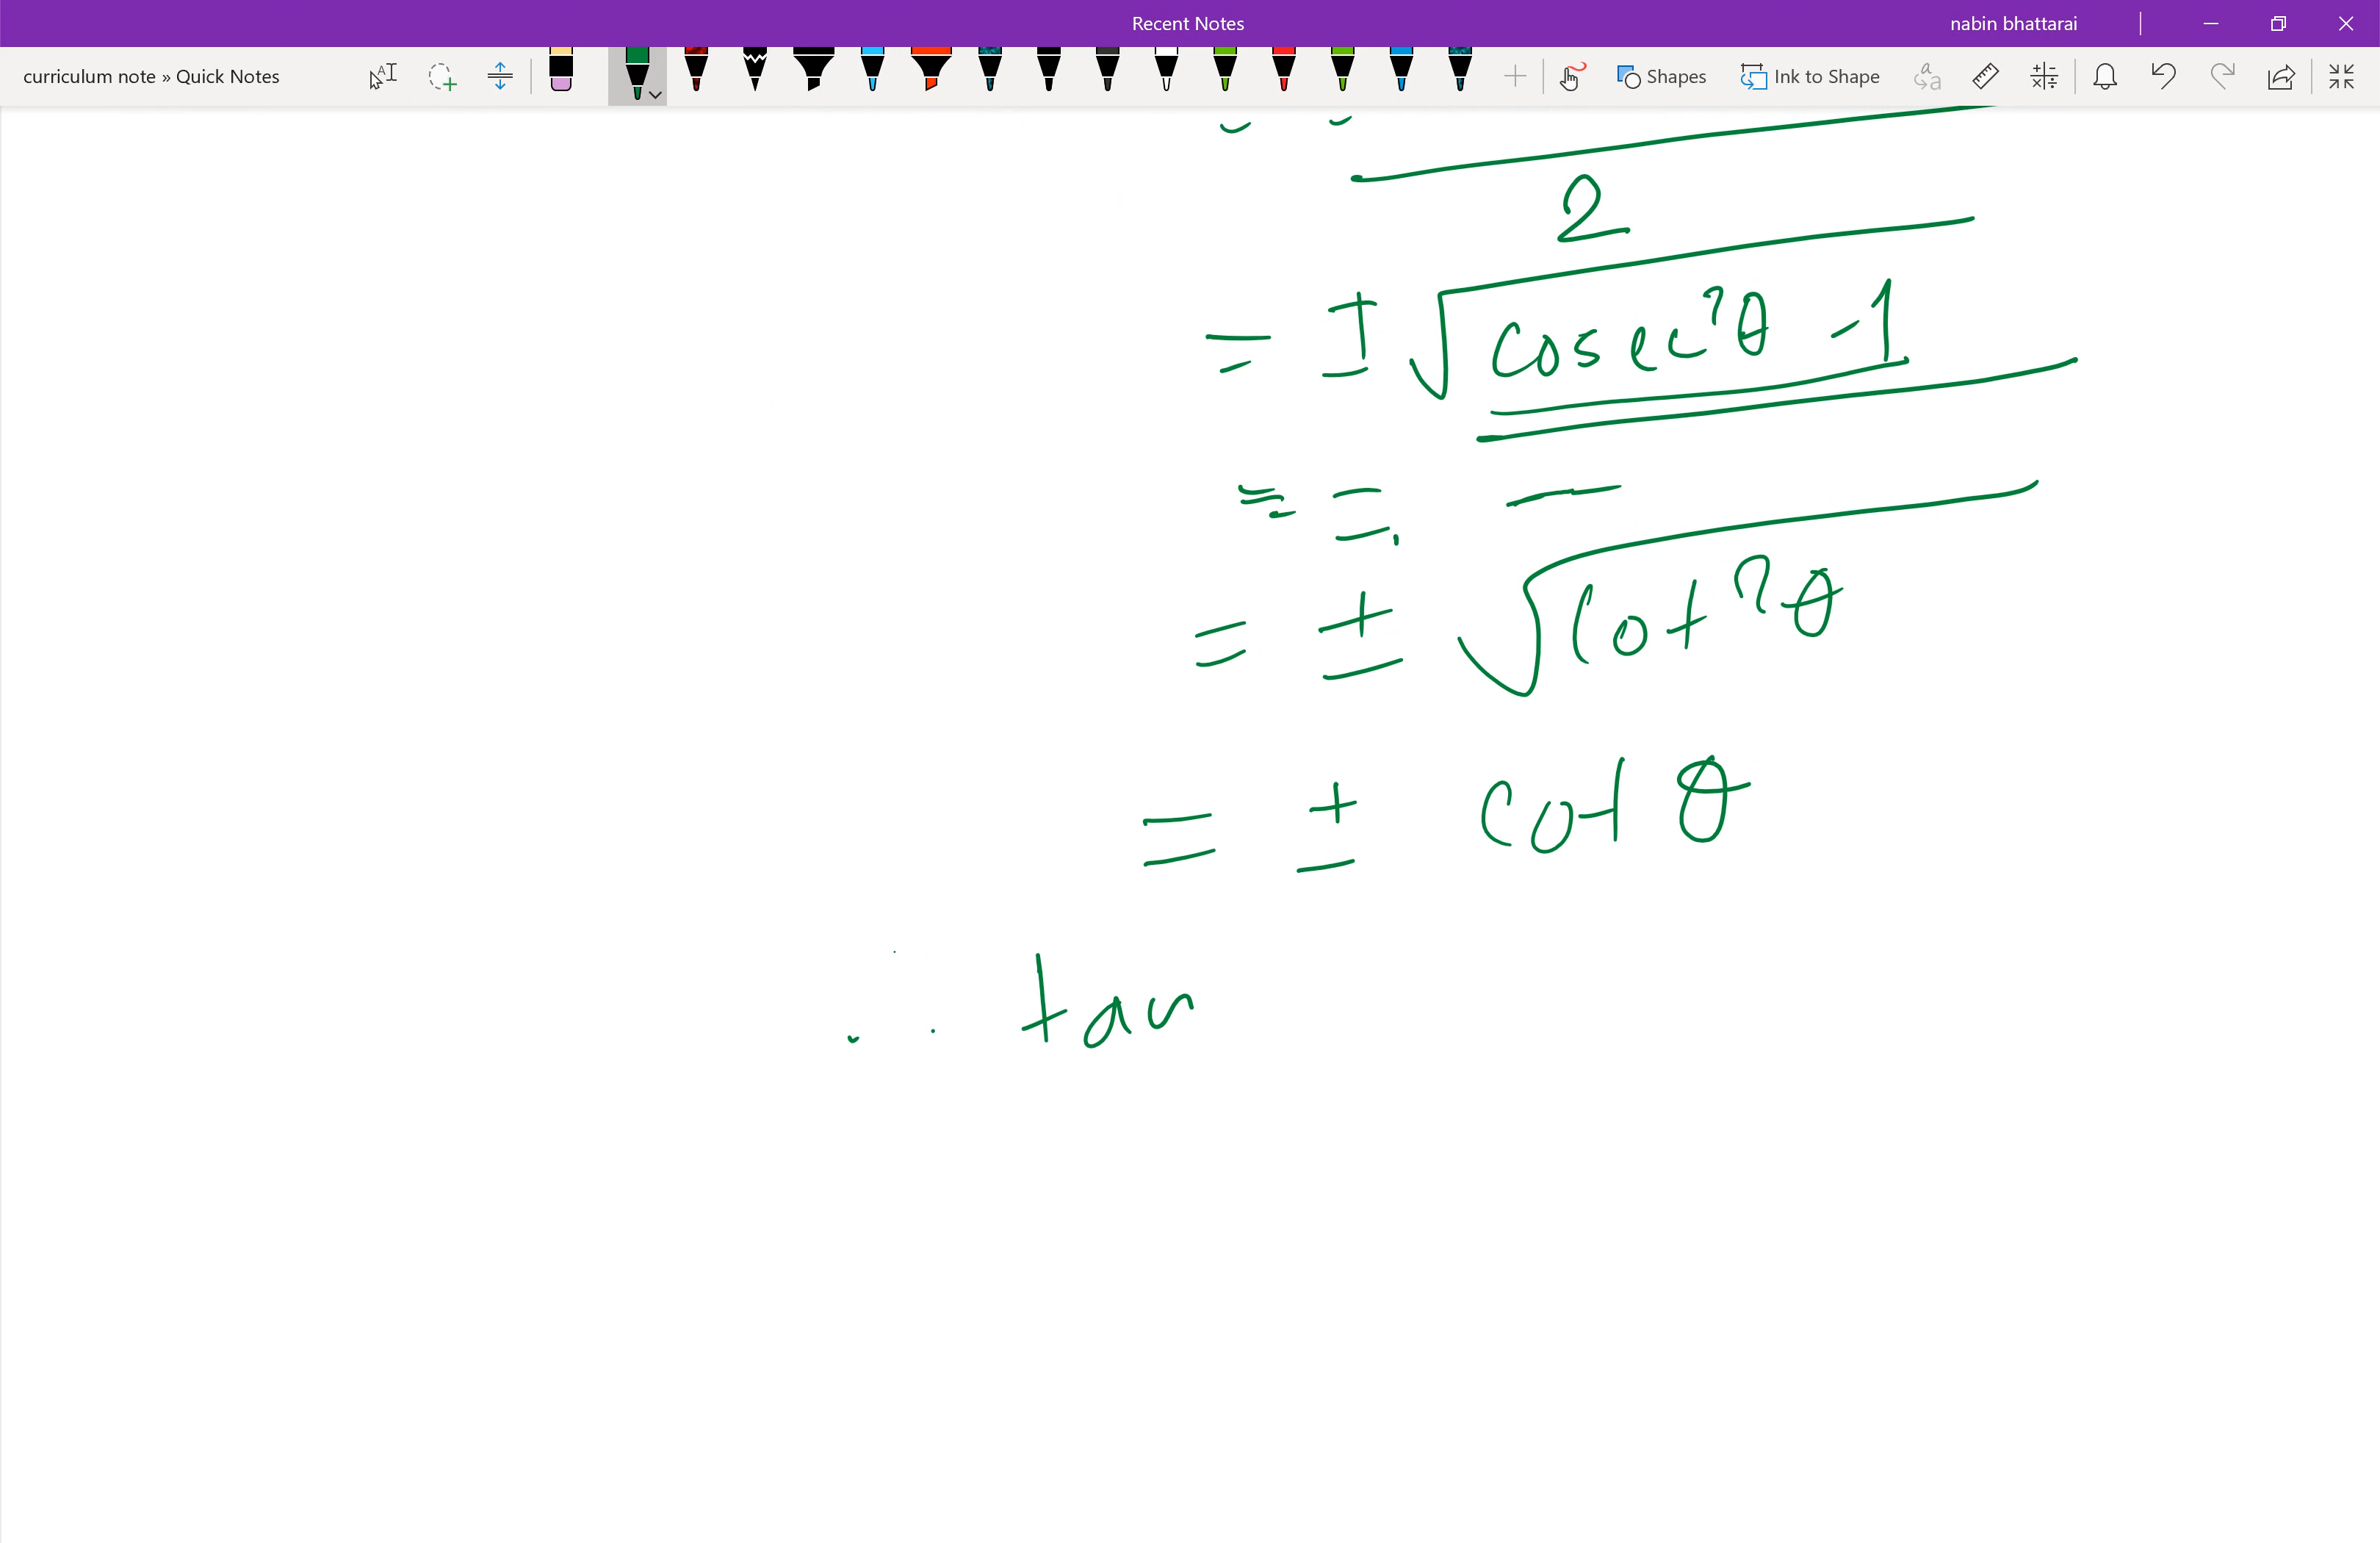 Recent Notes
nabin bhattarai
curriculum note » Quick Notes
Shapes
Ink to Shape
2
= ± √cosec²θ - 1
= ±
= ± √cot²θ
= ± cot θ
∴ tan